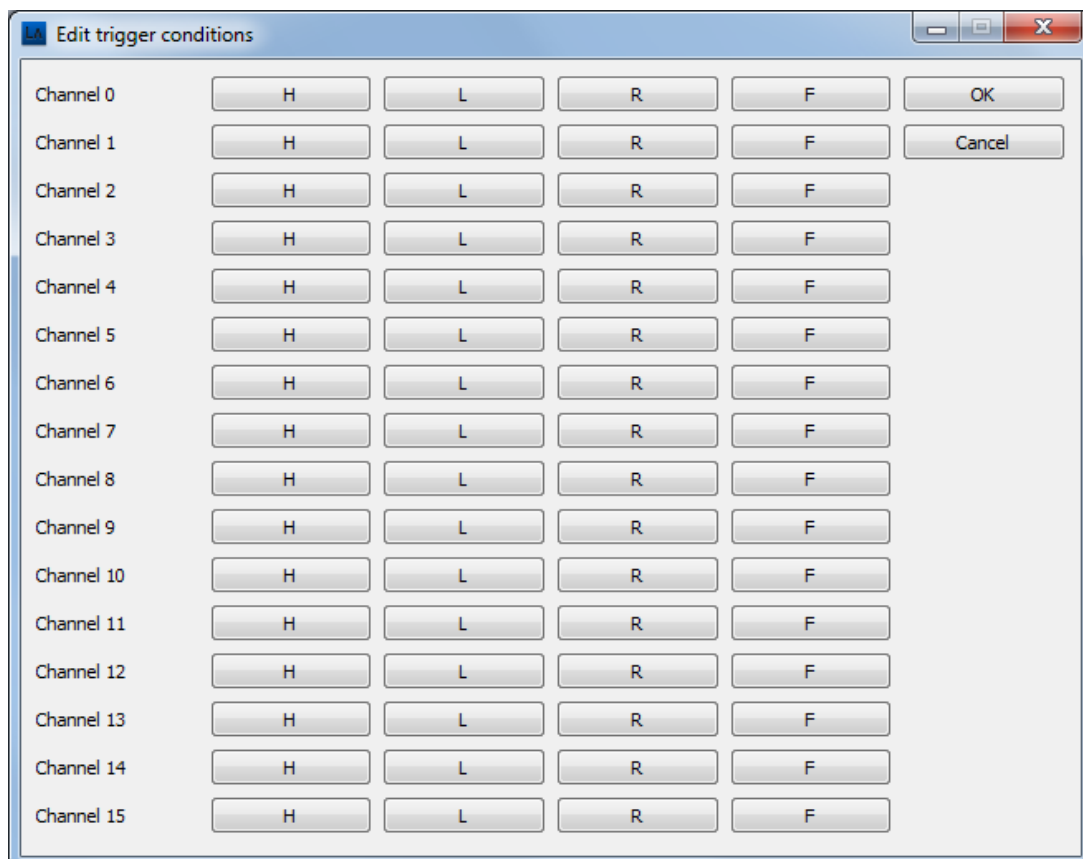 LA Edit trigger conditions
Channel 0 H L R F OK
Channel 1 H L R F Cancel
Channel 2 H L R F
Channel 3 H L R F
Channel 4 H L R F
Channel 5 H L R F
Channel 6 H L R F
Channel 7 H L R F
Channel 8 H L R F
Channel 9 H L R F
Channel 10 H L R F
Channel 11 H L R F
Channel 12 H L R F
Channel 13 H L R F
Channel 14 H L R F
Channel 15 H L R F